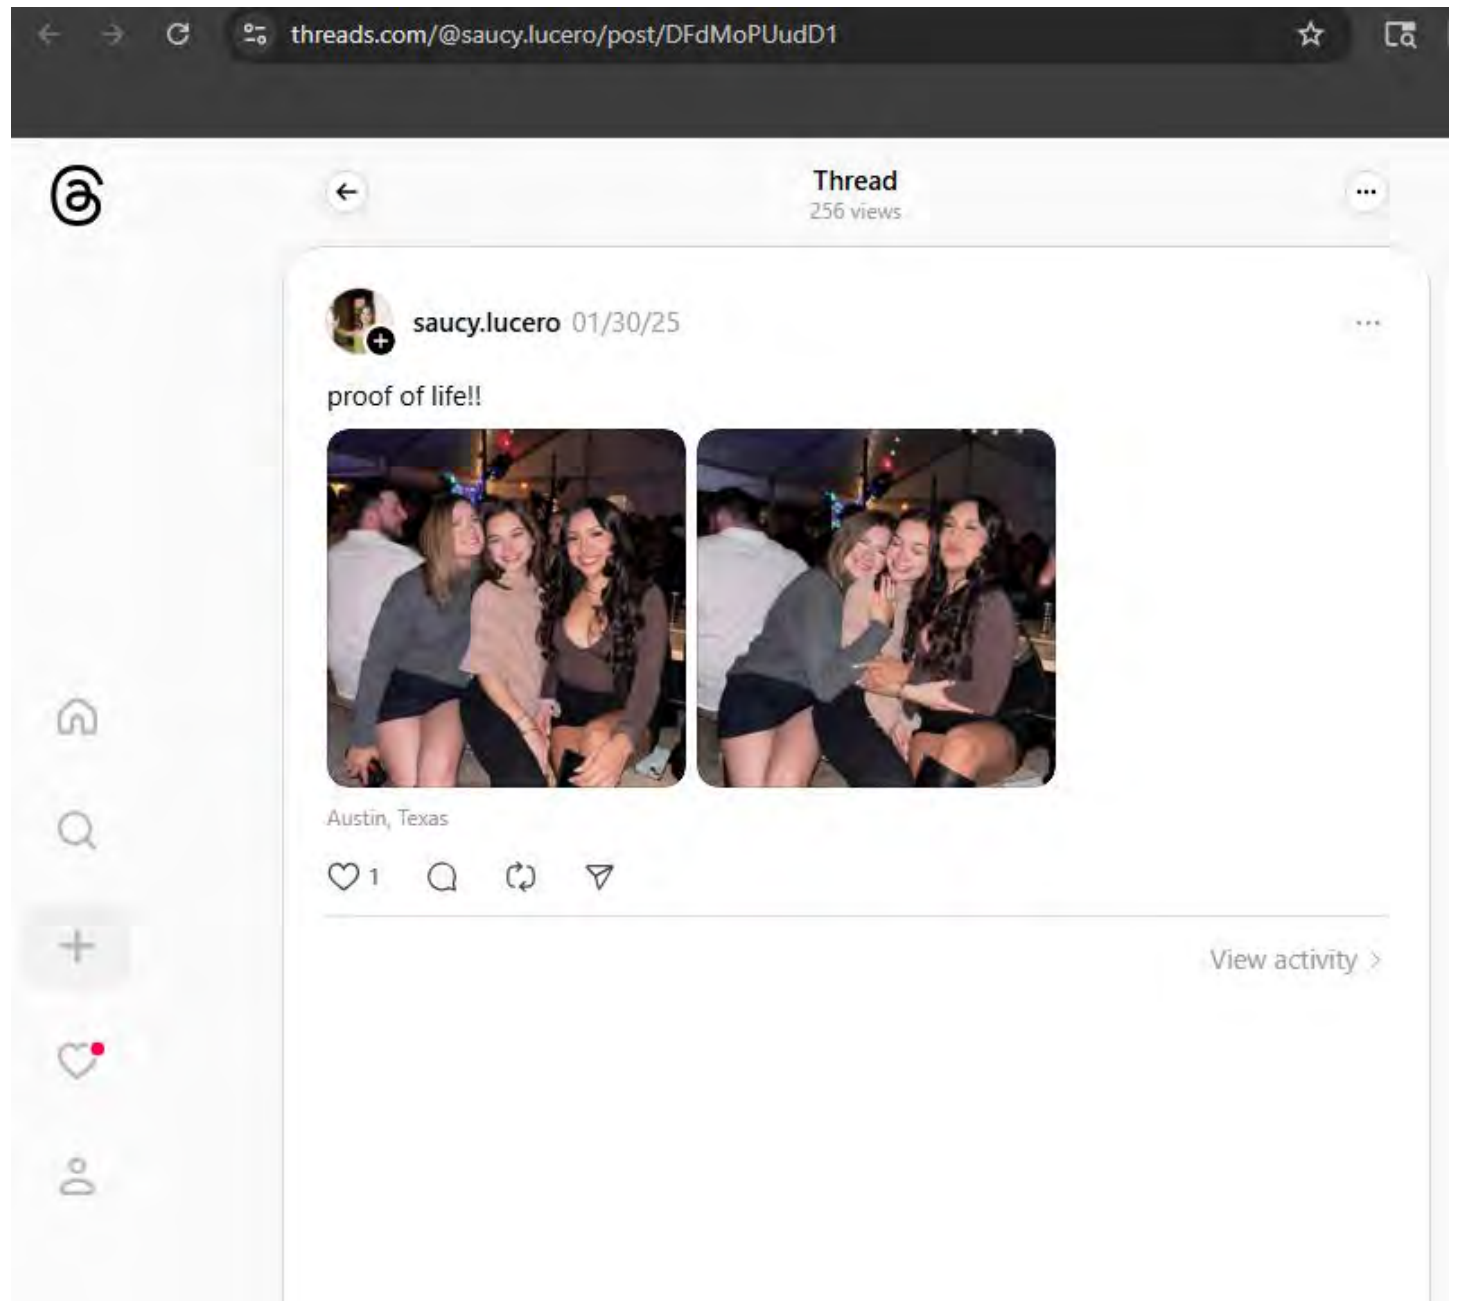 threads.com/@saucy.lucero/post/DFdMoPUudD1
Thread
256 views
saucy.lucero 01/30/25
proof of life!!
Austin, Texas
1
View activity